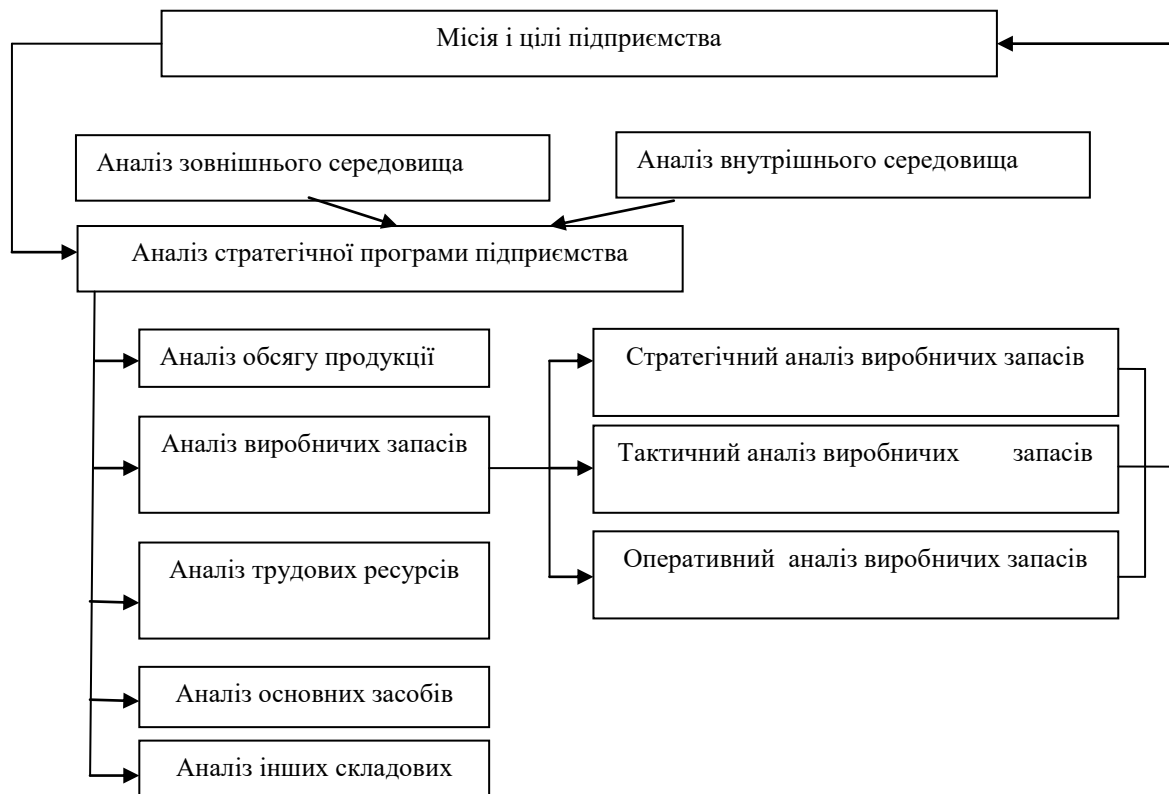 Місія і цілі підприємства
Аналіз зовнішнього середовища
Аналіз внутрішнього середовища
Аналіз стратегічної програми підприємства
Аналіз обсягу продукції
Стратегічний аналіз виробничих запасів
Аналіз виробничих запасів
Тактичний аналіз виробничих запасів
Аналіз трудових ресурсів
Оперативний аналіз виробничих запасів
Аналіз основних засобів
Аналіз інших складових